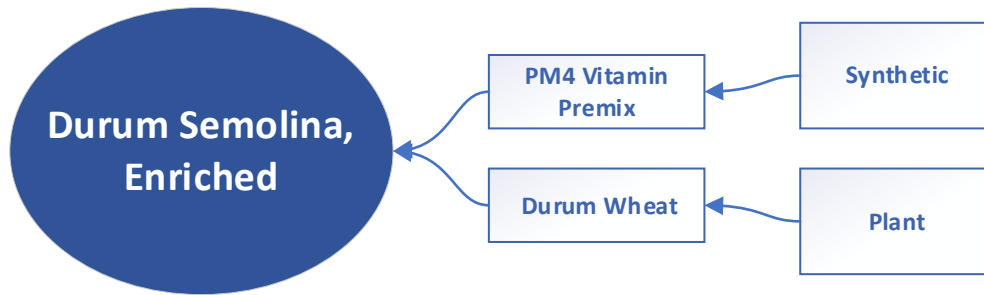 Durum Semolina,
Enriched
PM4 Vitamin
Premix
Synthetic
Durum Wheat
Plant